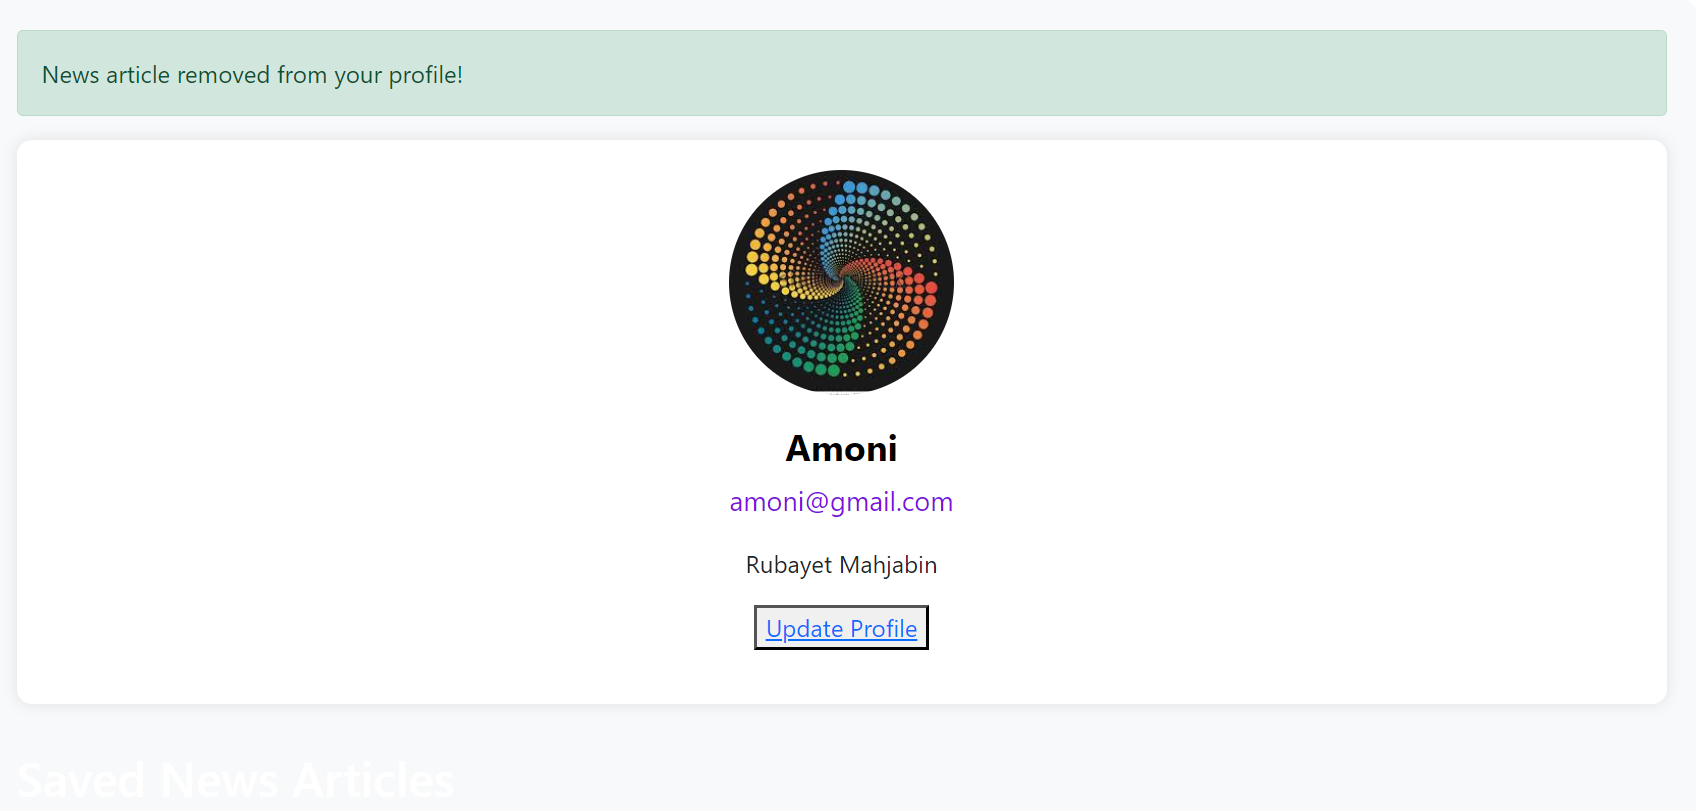 News article removed from your profile!
Amoni
amoni@gmail.com
Rubayet Mahjabin
Update Profile
Saved News Articles